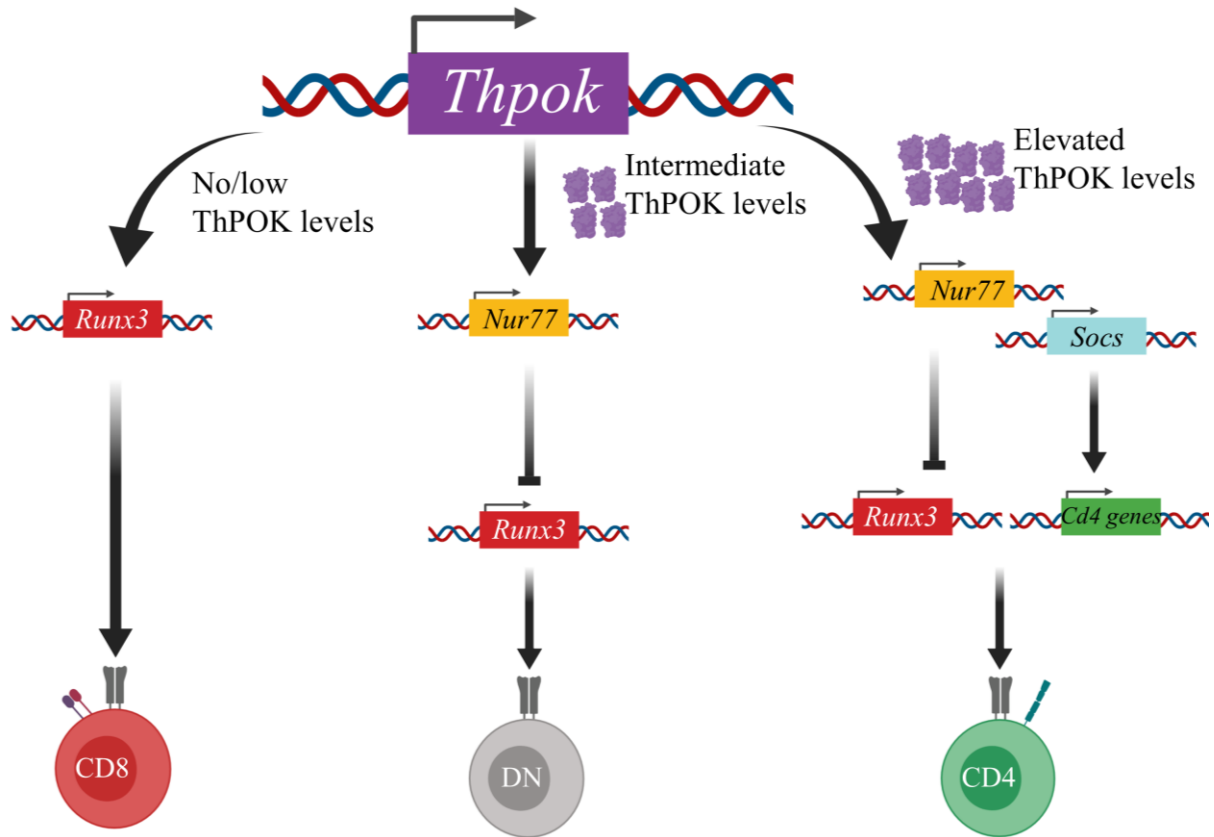 Thpok
No/low
ThPOK levels
Intermediate
ThPOK levels
Elevated
ThPOK levels
Runx3
Nur77
Nur77
Socs
Runx3
Runx3
Cd4 genes
CD8
DN
CD4